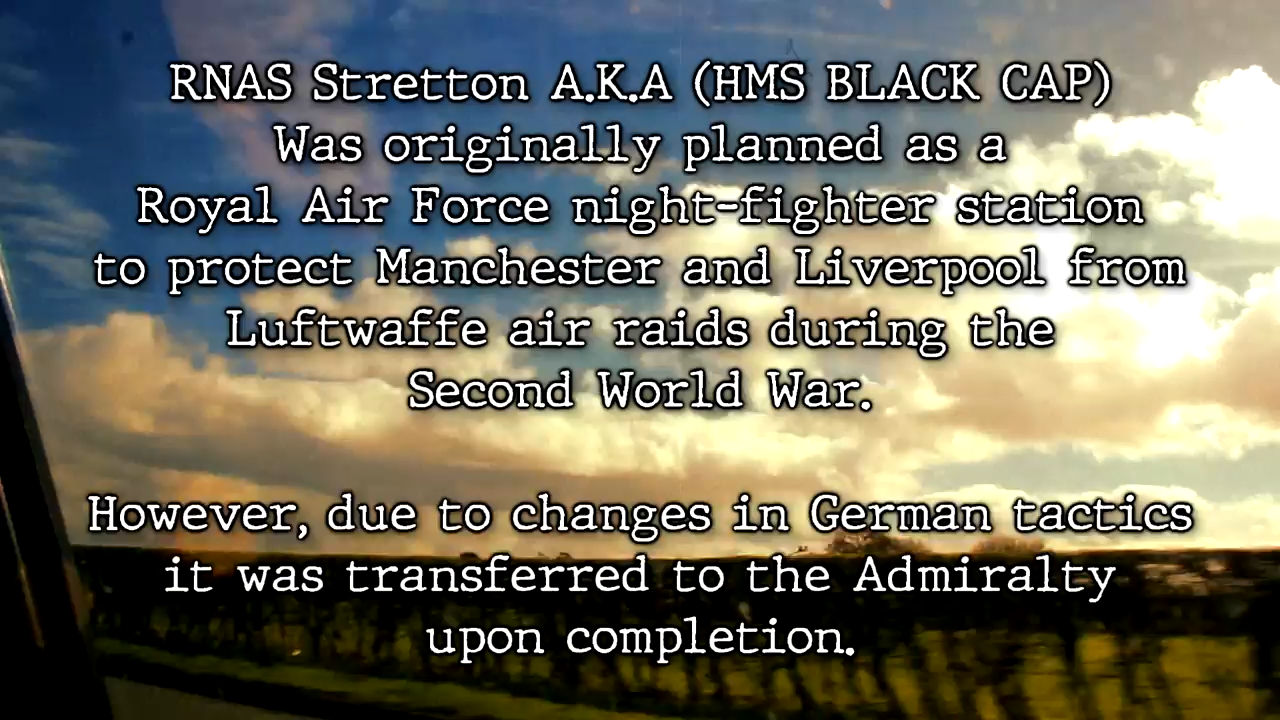 RNAS Stretton A.K.A (HMS BLACK CAP)
Was originally planned as a
Royal Air Force night-fighter station
to protect Manchester and Liverpool from
Luftwaffe air raids during the
Second World War.
However, due to changes in German tactics
it was transferred to the Admiralty
upon completion.